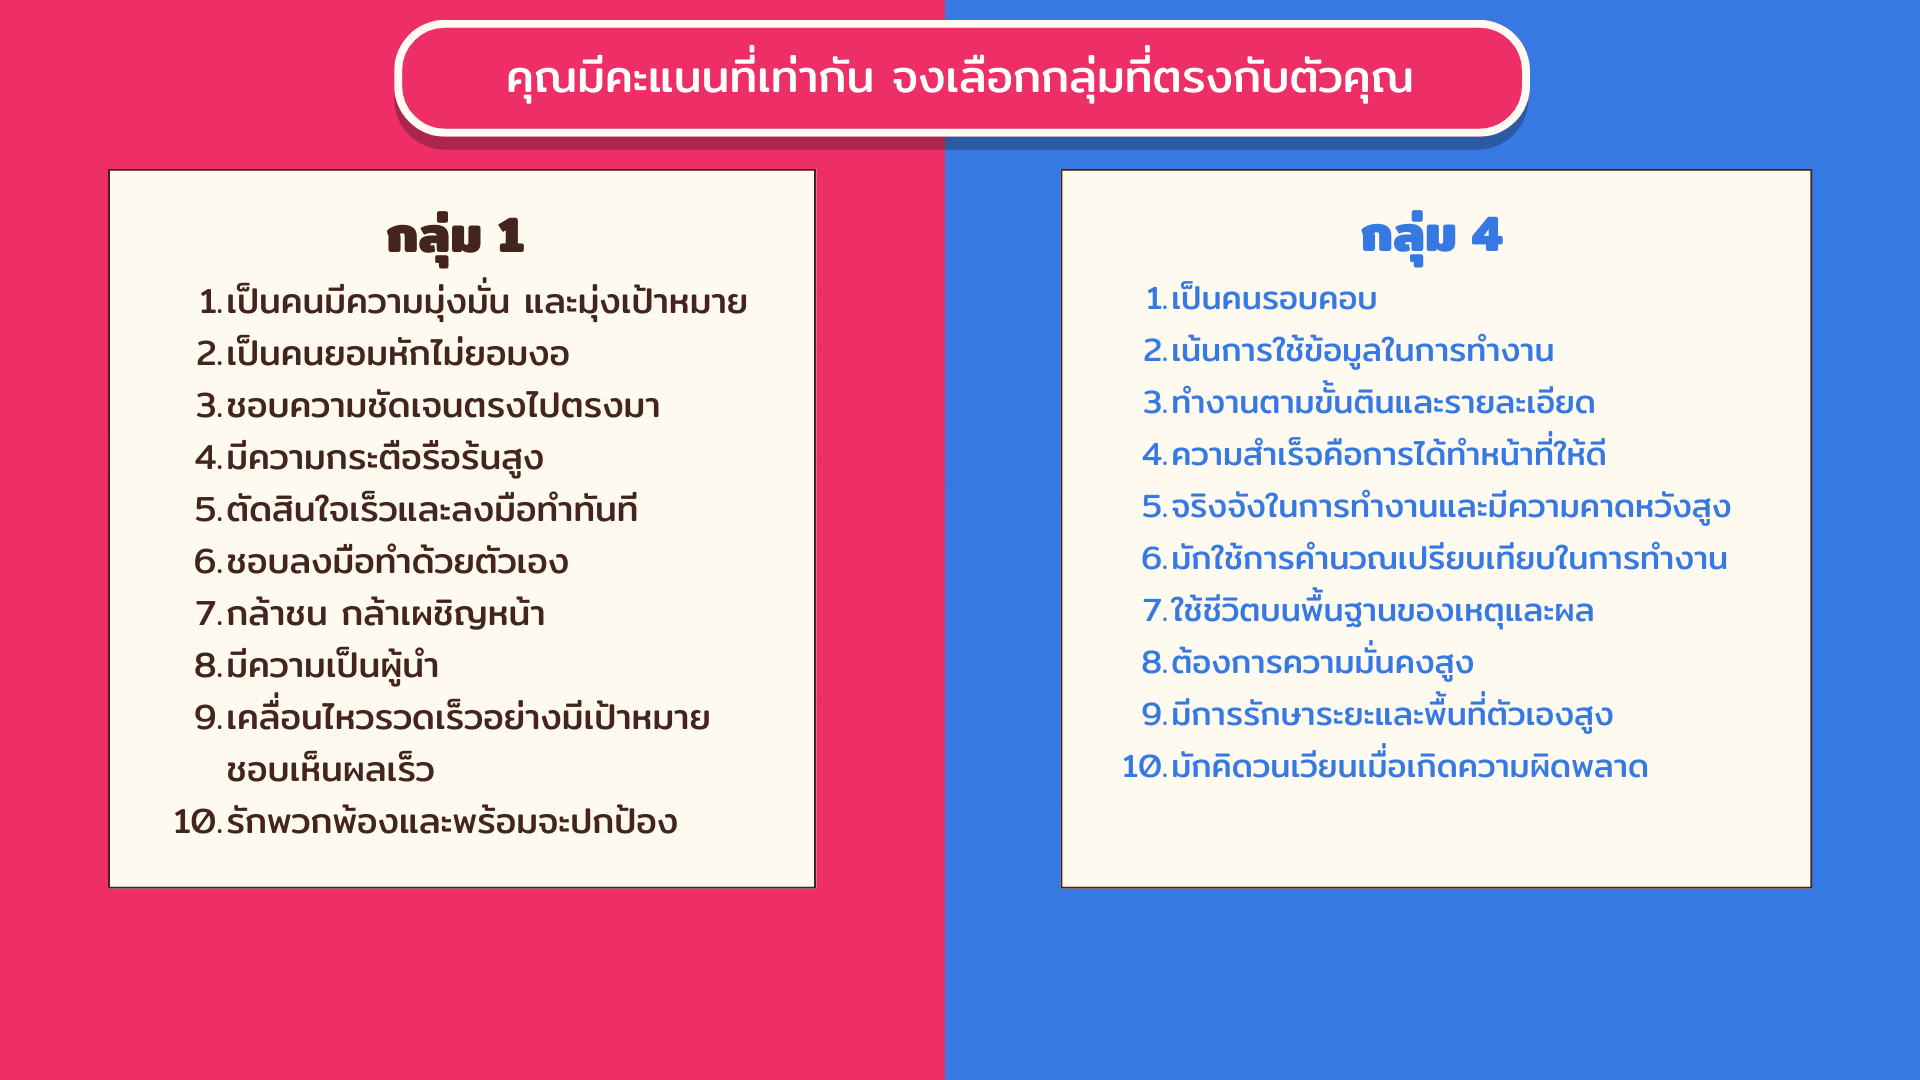 คุณมีคะแนนที่เท่ากัน จงเลือกกลุ่มที่ตรงกับตัวคุณ
กลุ่ม 1
1. เป็นคนมีความมุ่งมั่น และมุ่งเป้าหมาย
2. เป็นคนยอมหักไม่ยอมงอ
3. ชอบความชัดเจนตรงไปตรงมา
4. มีความกระตือรือร้นสูง
5. ตัดสินใจเร็วและลงมือทำทันที
6. ชอบลงมือทำด้วยตัวเอง
7. กล้าชน กล้าเผชิญหน้า
8. มีความเป็นผู้นำ
9. เคลื่อนไหวรวดเร็วอย่างมีเป้าหมาย
ชอบเห็นผลเร็ว
10. รักพวกพ้องและพร้อมจะปกป้อง
กลุ่ม 4
1. เป็นคนรอบคอบ
2. เน้นการใช้ข้อมูลในการทำงาน
3. ทำงานตามขั้นตินและรายละเอียด
4. ความสำเร็จคือการได้ทำหน้าที่ให้ดี
5. จริงจังในการทำงานและมีความคาดหวังสูง
6. มักใช้การคำนวณเปรียบเทียบในการทำงาน
7. ใช้ชีวิตบนพื้นฐานของเหตุและผล
8. ต้องการความมั่นคงสูง
9. มีการรักษาระยะและพื้นที่ตัวเองสูง
10. มักคิดวนเวียนเมื่อเกิดความผิดพลาด